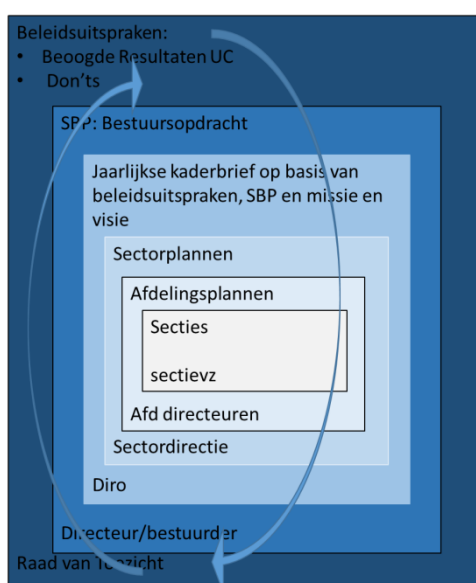 Beleidsuitspraken:
• Beoogde Resultaten UC
• Don'ts
SBP: Bestuursopdracht
Jaarlijkse kaderbrief op basis van
beleidsuitspraken, SBP en missie en
visie
Sectorplannen
Afdelingsplannen
Secties
sectievz
Afd directeuren
Sectordirectie
Diro
Directeur/bestuurder
Raad van Toezicht